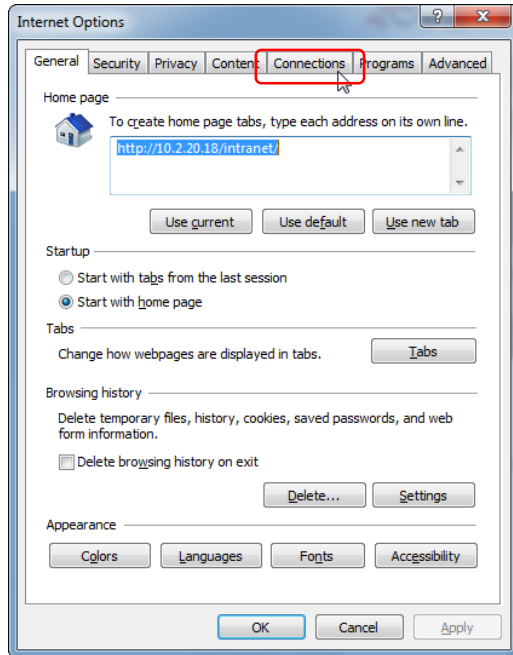 Internet Options
?
General Security Privacy Content Connections Programs Advanced
Home page
To create home page tabs, type each address on its own line.
http://10.2.20.18/intranet/
Use current Use default Use new tab
Startup
Start with tabs from the last session
Start with home page
Tabs
Change how webpages are displayed in tabs. Tabs
Browsing history
Delete temporary files, history, cookies, saved passwords, and web
form information.
Delete browsing history on exit
Delete... Settings
Appearance
Colors Languages Fonts Accessibility
OK Cancel Apply